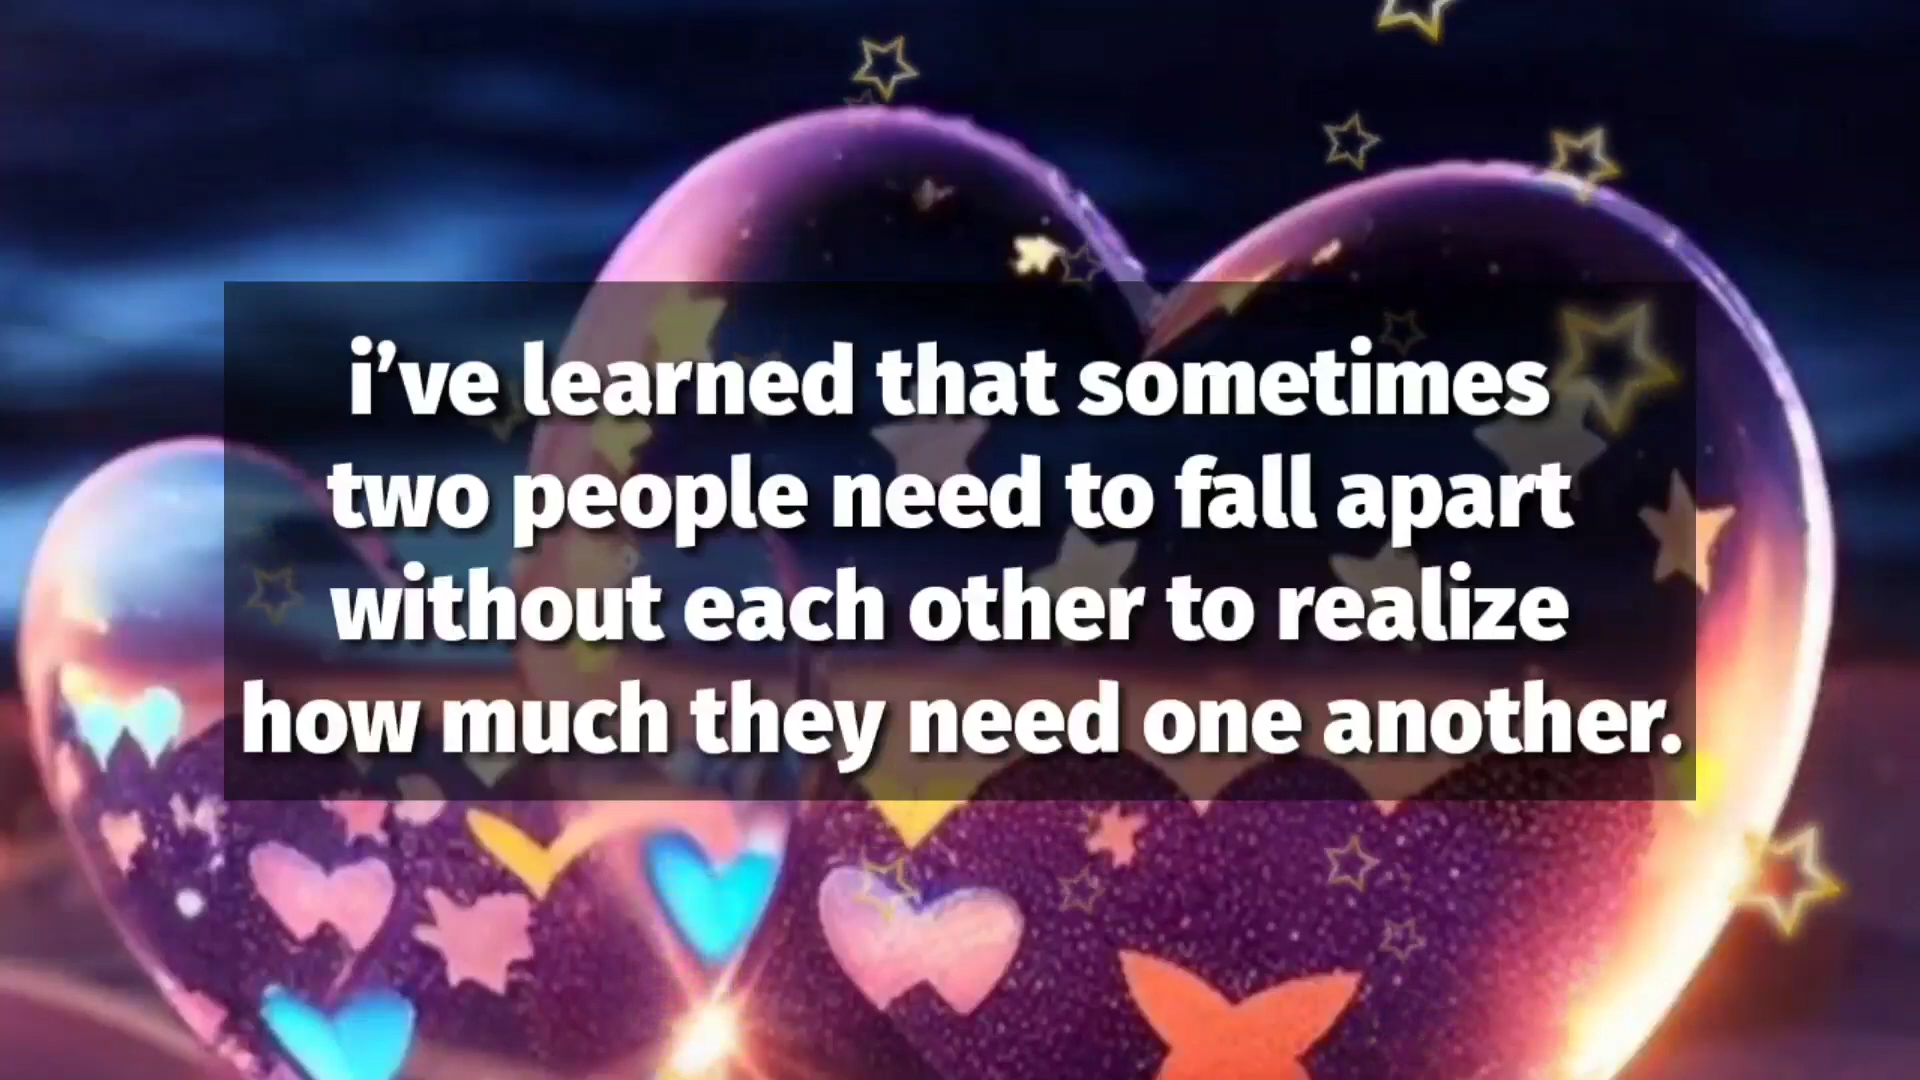 i’ve learned that sometimes
two people need to fall apart
without each other to realize
how much they need one another.